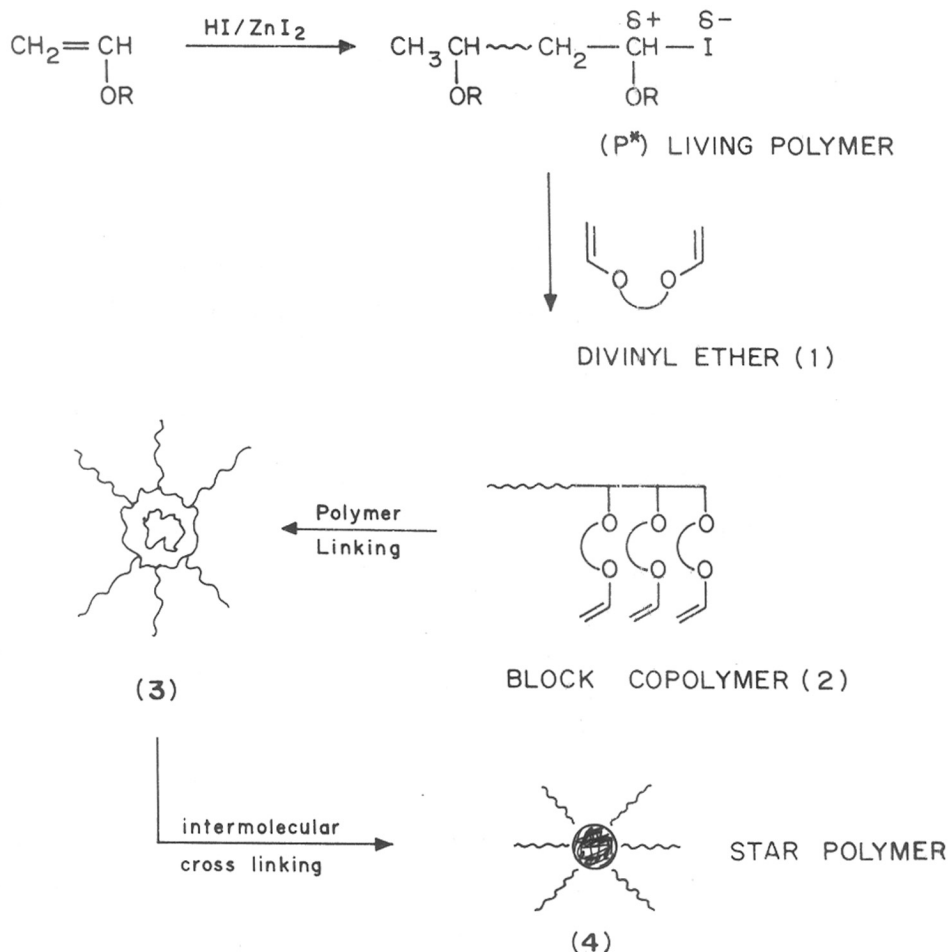 HI/ZnI2
CH2=CH
OR
δ+ δ-
CH3CH~~~CH2—CH—I
OR OR
(P*) LIVING POLYMER
O O
DIVINYL ETHER (1)
Polymer
Linking
O O O
O O O
(3)
BLOCK COPOLYMER (2)
intermolecular
cross linking
STAR POLYMER
(4)